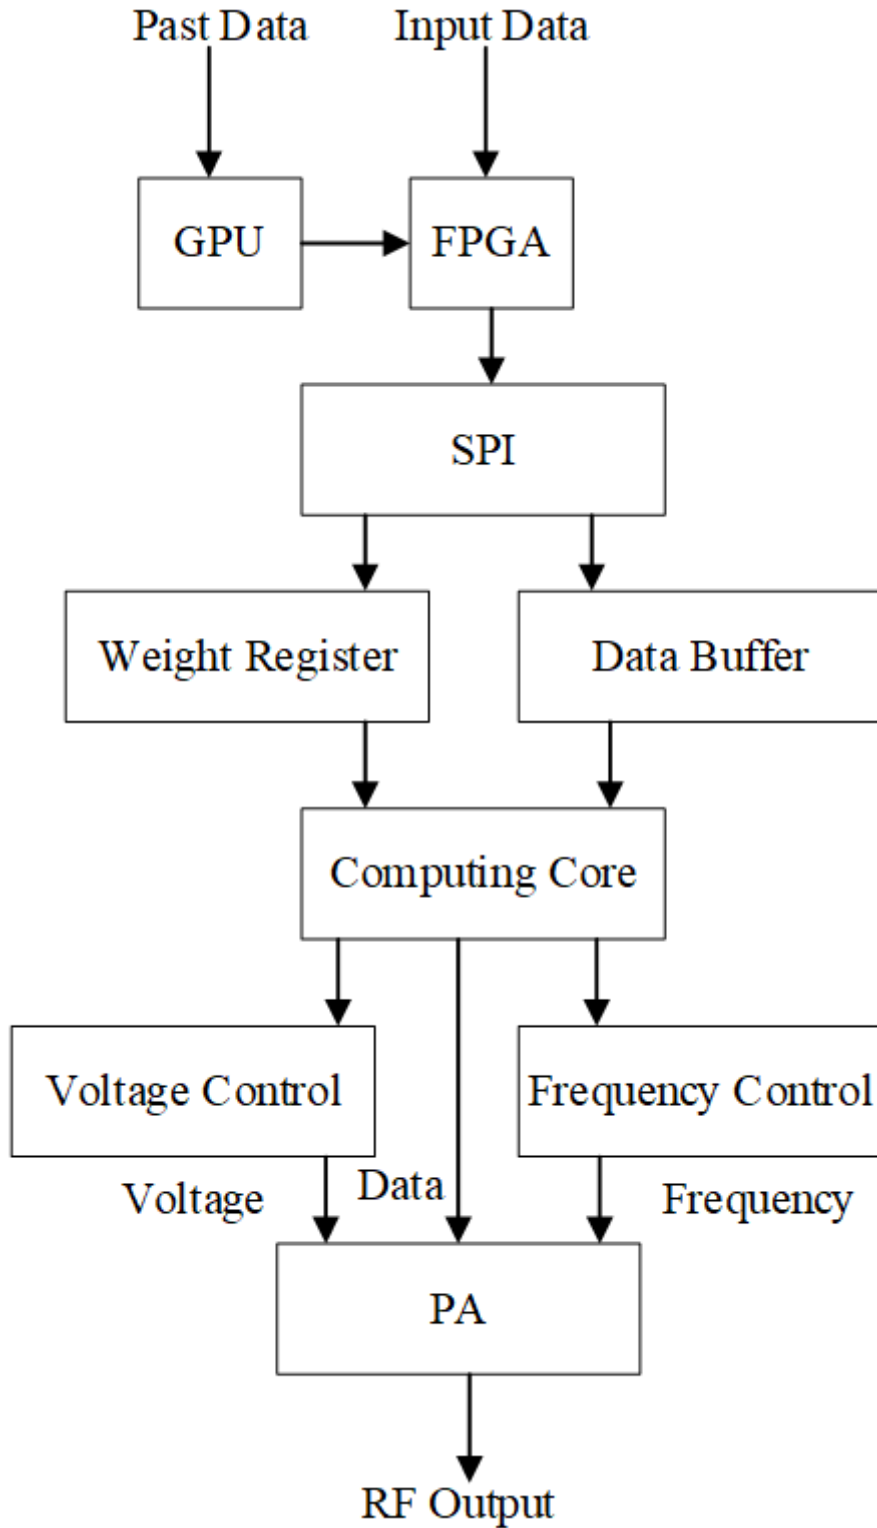 Past Data
Input Data
GPU
FPGA
SPI
Weight Register
Data Buffer
Computing Core
Voltage Control
Frequency Control
Voltage
Data
Frequency
PA
RF Output